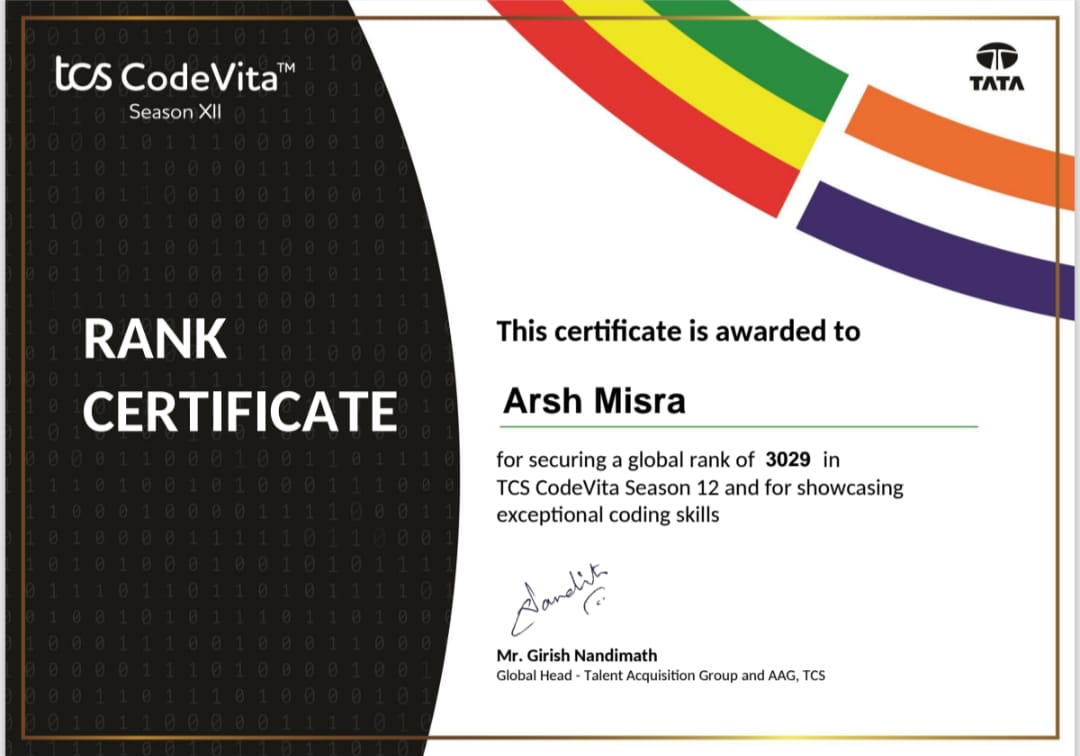 tcs CodeVita™
Season XII
TATA
RANK
CERTIFICATE
This certificate is awarded to
Arsh Misra
for securing a global rank of 3029 in
TCS CodeVita Season 12 and for showcasing
exceptional coding skills
Mr. Girish Nandimath
Global Head - Talent Acquisition Group and AAG, TCS